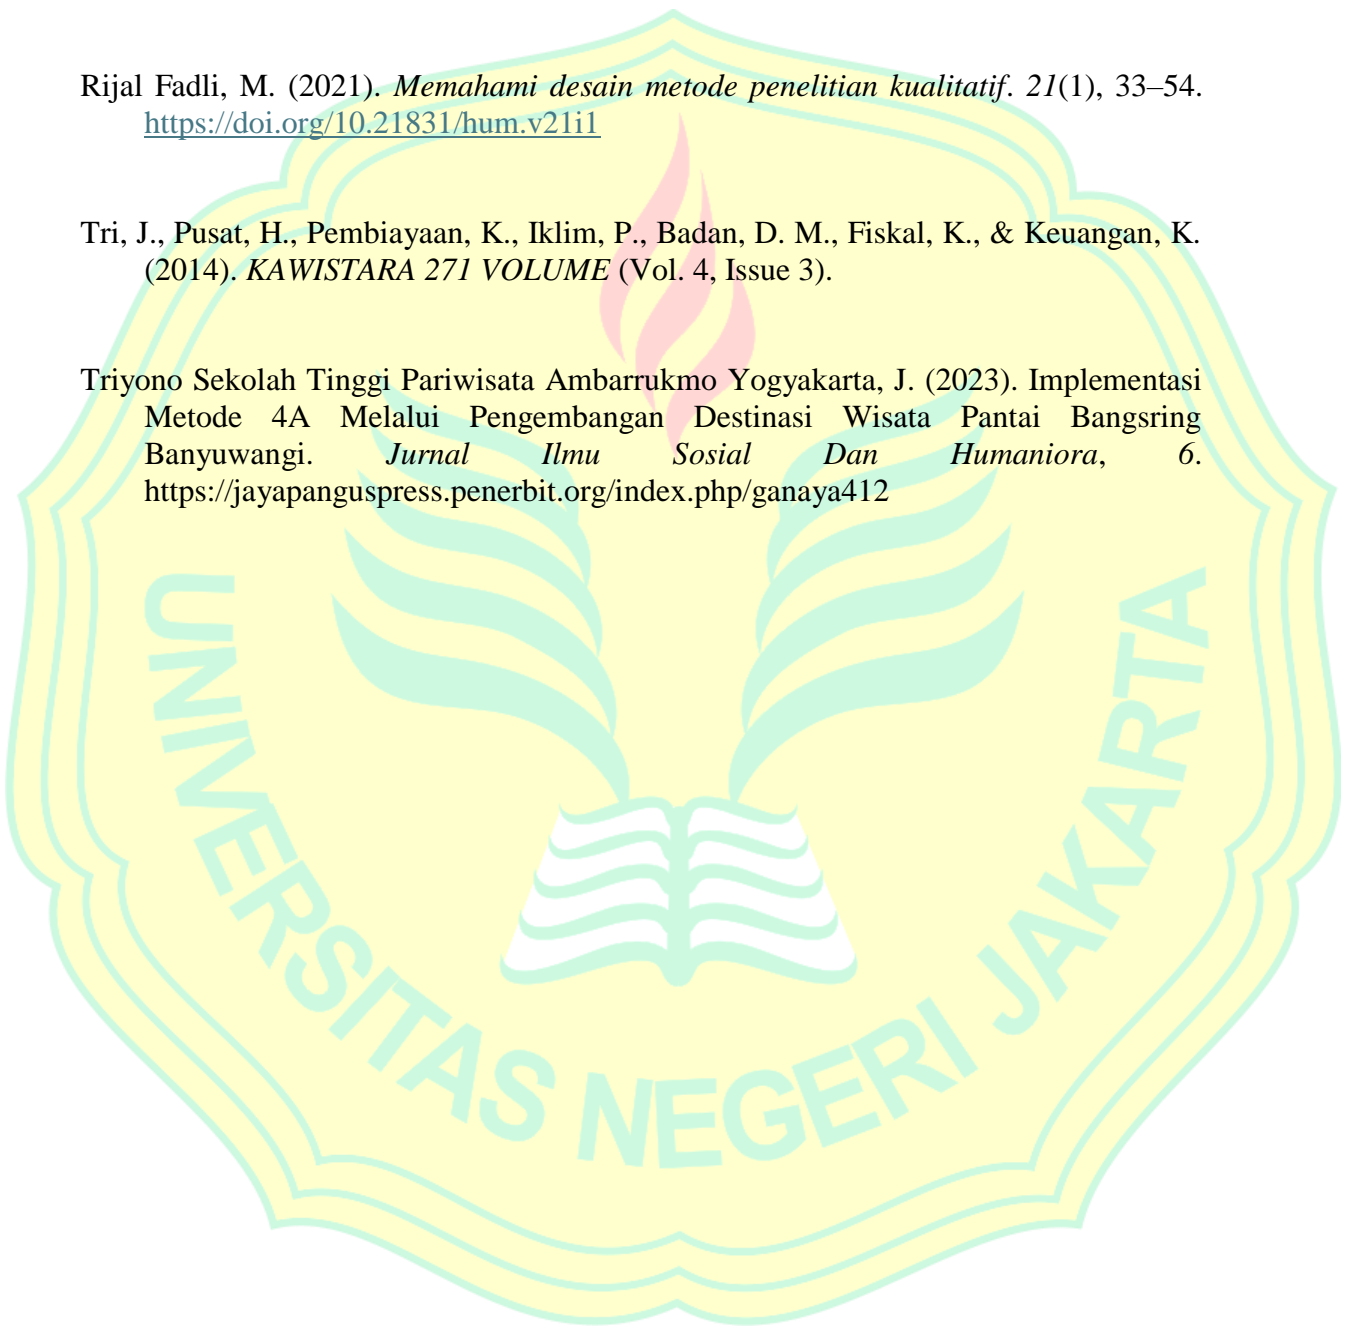 Rijal Fadli, M. (2021). Memahami desain metode penelitian kualitatif. 21(1), 33–54.
https://doi.org/10.21831/hum.v21i1
Tri, J., Pusat, H., Pembiayaan, K., Iklim, P., Badan, D. M., Fiskal, K., & Keuangan, K.
(2014). KAWISTARA 271 VOLUME (Vol. 4, Issue 3).
Triyono Sekolah Tinggi Pariwisata Ambarrukmo Yogyakarta, J. (2023). Implementasi
Metode 4A Melalui Pengembangan Destinasi Wisata Pantai Bangsring
Banyuwangi. Jurnal Ilmu Sosial Dan Humaniora, 6.
https://jayapanguspress.penerbit.org/index.php/ganaya412
UNIVERSITAS NEGERI JAKARTA